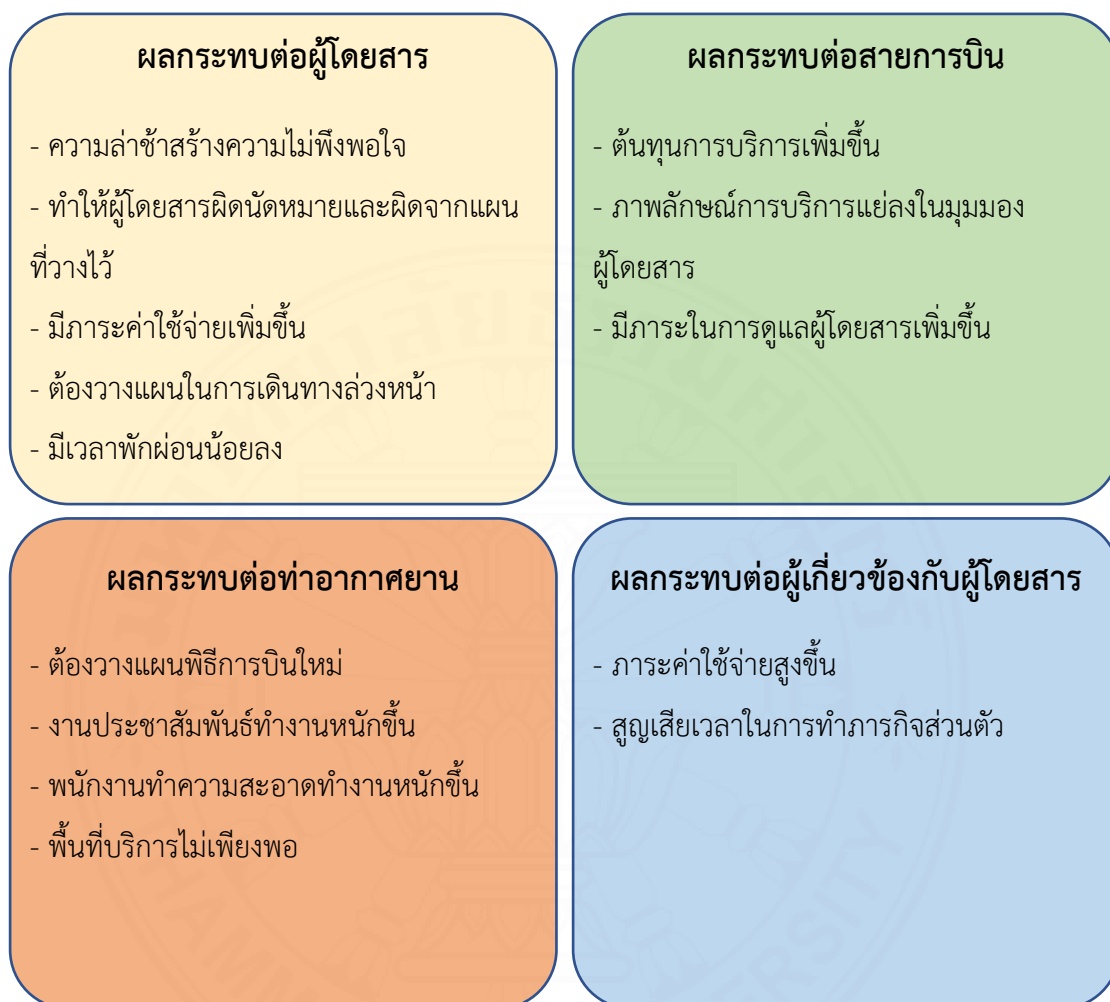 ผลกระทบต่อผู้โดยสาร
- ความล่าช้าสร้างความไม่พึงพอใจ
- ทำให้ผู้โดยสารผิดนัดหมายและผิดจากแผน
ที่วางไว้
- มีภาระค่าใช้จ่ายเพิ่มขึ้น
- ต้องวางแผนในการเดินทางล่วงหน้า
- มีเวลาพักผ่อนน้อยลง
ผลกระทบต่อสายการบิน
- ต้นทุนการบริการเพิ่มขึ้น
- ภาพลักษณ์การบริการแย่ลงในมุมมอง
ผู้โดยสาร
- มีภาระในการดูแลผู้โดยสารเพิ่มขึ้น
ผลกระทบต่อท่าอากาศยาน
- ต้องวางแผนพิธีการบินใหม่
- งานประชาสัมพันธ์ทำงานหนักขึ้น
- พนักงานทำความสะอาดทำงานหนักขึ้น
- พื้นที่บริการไม่เพียงพอ
ผลกระทบต่อผู้เกี่ยวข้องกับผู้โดยสาร
- ภาระค่าใช้จ่ายสูงขึ้น
- สูญเสียเวลาในการทำภารกิจส่วนตัว